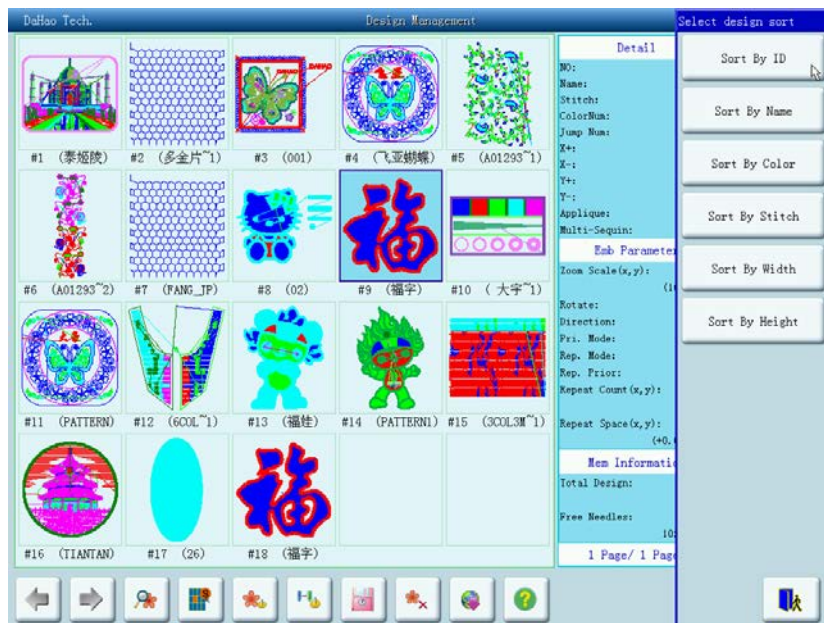 DaHao Tech.
Design Management
Select design sort
#1 (泰姬陵)
#2 (多金片~1)
#3 (001)
#4 (飞亚蝴蝶)
#5 (A01293~1)
#6 (A01293~2)
#7 (FANG_JP)
#8 (02)
#9 (福字)
#10 ( 大字~1)
#11 (PATTERN)
#12 (6COL~1)
#13 (福娃)
#14 (PATTERN1)
#15 (3COL3M~1)
#16 (TIANTAN)
#17 (26)
#18 (福字)
福
福
DAHAO
Detail
NO:
Name:
Stitch:
ColorNum:
Jump Num:
X+:
X-:
Y+:
Y-:
Applique:
Multi-Sequin:
Emb Parameter
Zoom Scale(x,y):
Rotate:
Direction:
Pri. Mode:
Rep. Mode:
Rep. Prior:
Repeat Count(x,y):
Repeat Space(x,y):
(+0.
Mem Informatio
Total Design:
Free Needles:
1 Page/ 1 Page
Sort By ID
Sort By Name
Sort By Color
Sort By Stitch
Sort By Width
Sort By Height